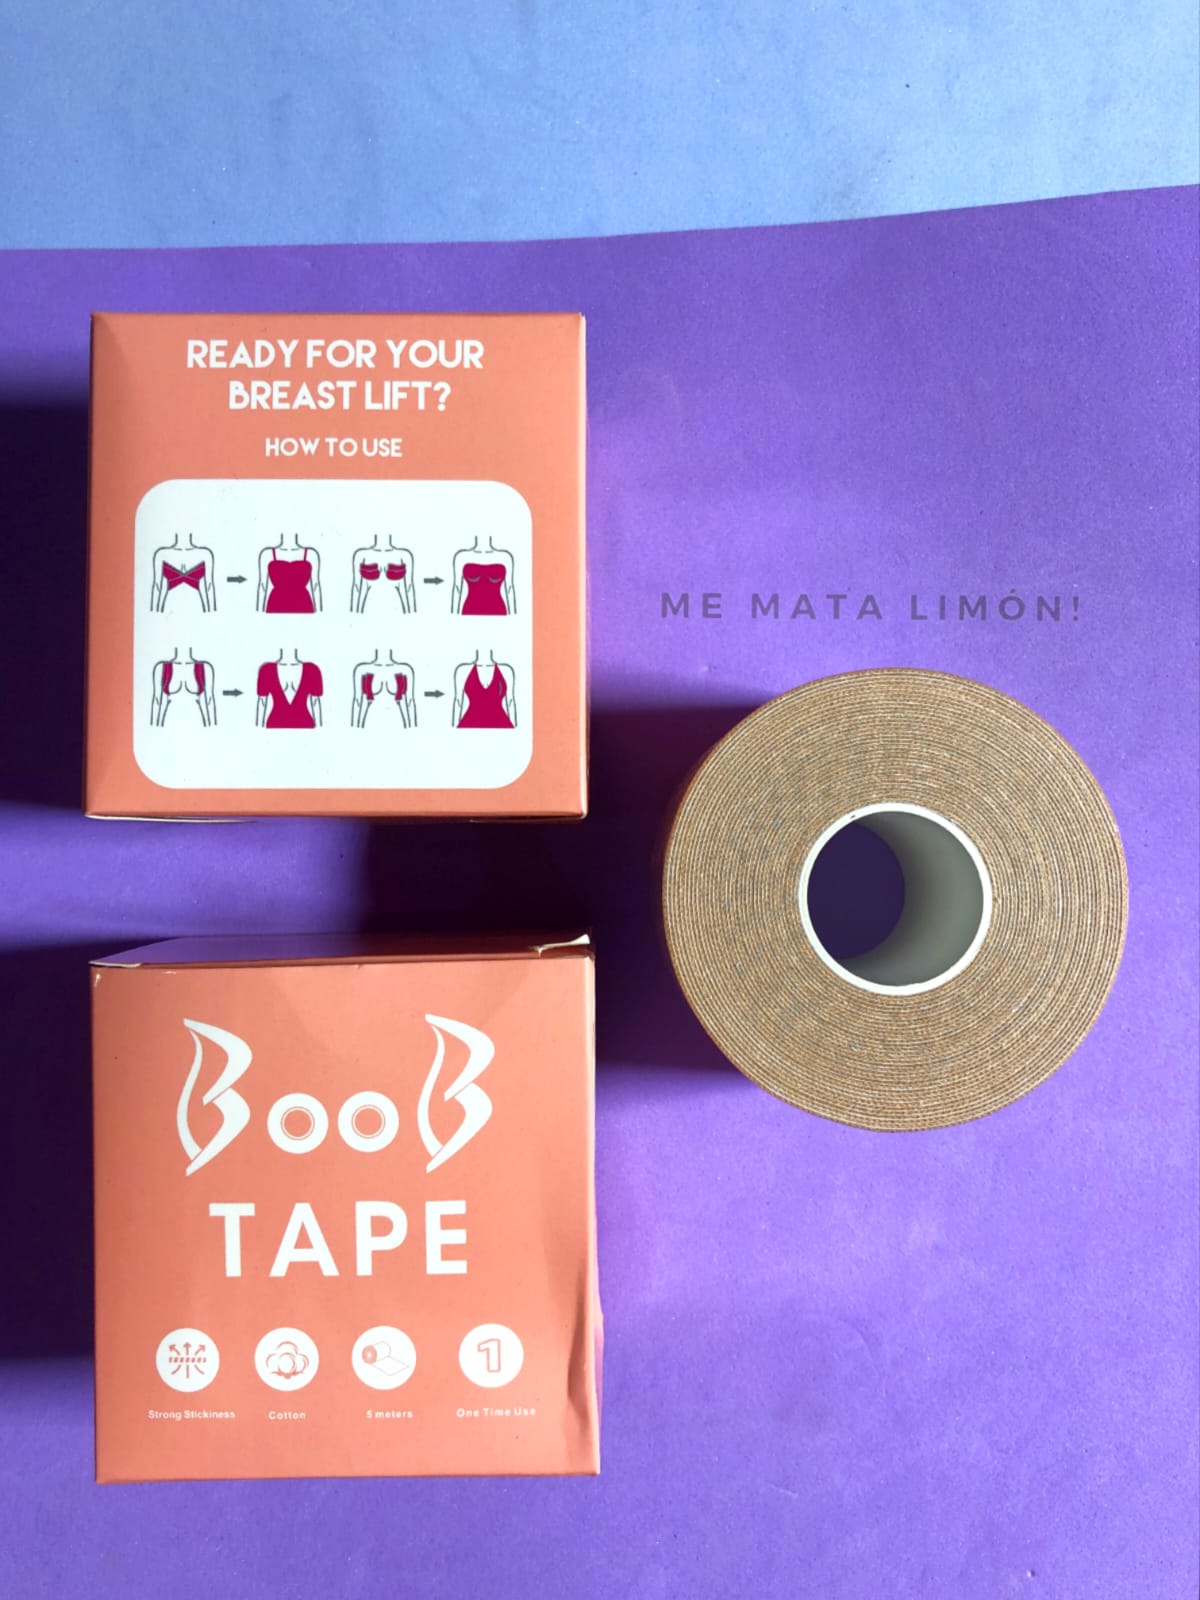 READY FOR YOUR
BREAST LIFT?
HOW TO USE
ME MATA LIMÓN!
BooB
TAPE
1
Strong Stickiness
Cotton
5 meters
One Time Use